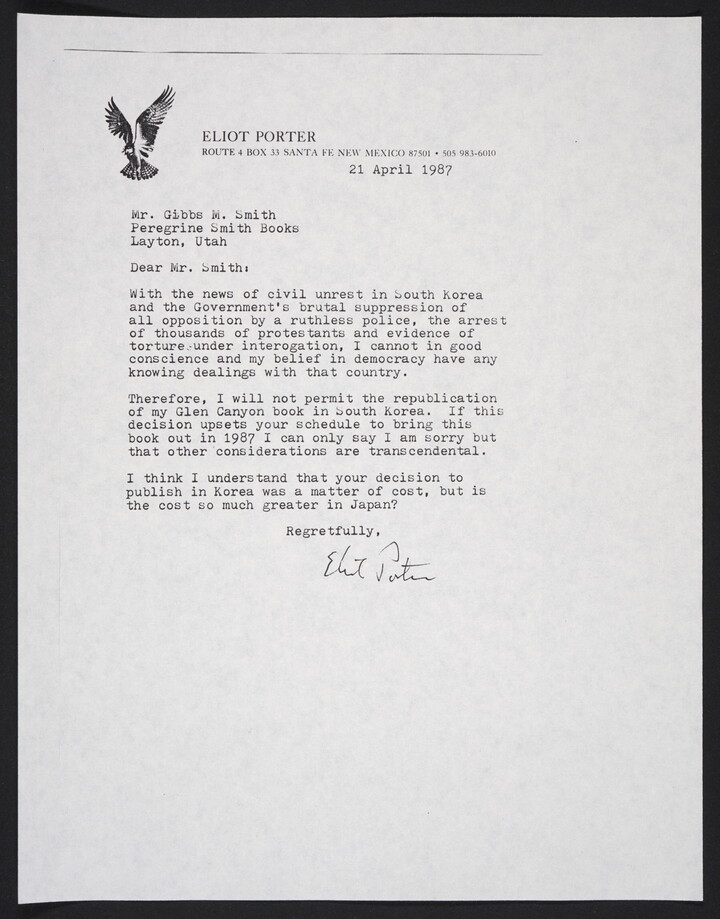 ELIOT PORTER
ROUTE 4 BOX 33 SANTA FE NEW MEXICO 87501 • 505 983-6010
21 April 1987
Mr. Gibbs M. Smith
Peregrine Smith Books
Layton, Utah
Dear Mr. Smith:
With the news of civil unrest in South Korea
and the Government's brutal suppression of
all opposition by a ruthless police, the arrest
of thousands of protestants and evidence of
torture under interogation, I cannot in good
conscience and my belief in democracy have any
knowing dealings with that country.
Therefore, I will not permit the republication
of my Glen Canyon book in South Korea. If this
decision upsets your schedule to bring this
book out in 1987 I can only say I am sorry but
that other considerations are transcendental.
I think I understand that your decision to
publish in Korea was a matter of cost, but is
the cost so much greater in Japan?
Regretfully,
Eliot Porter